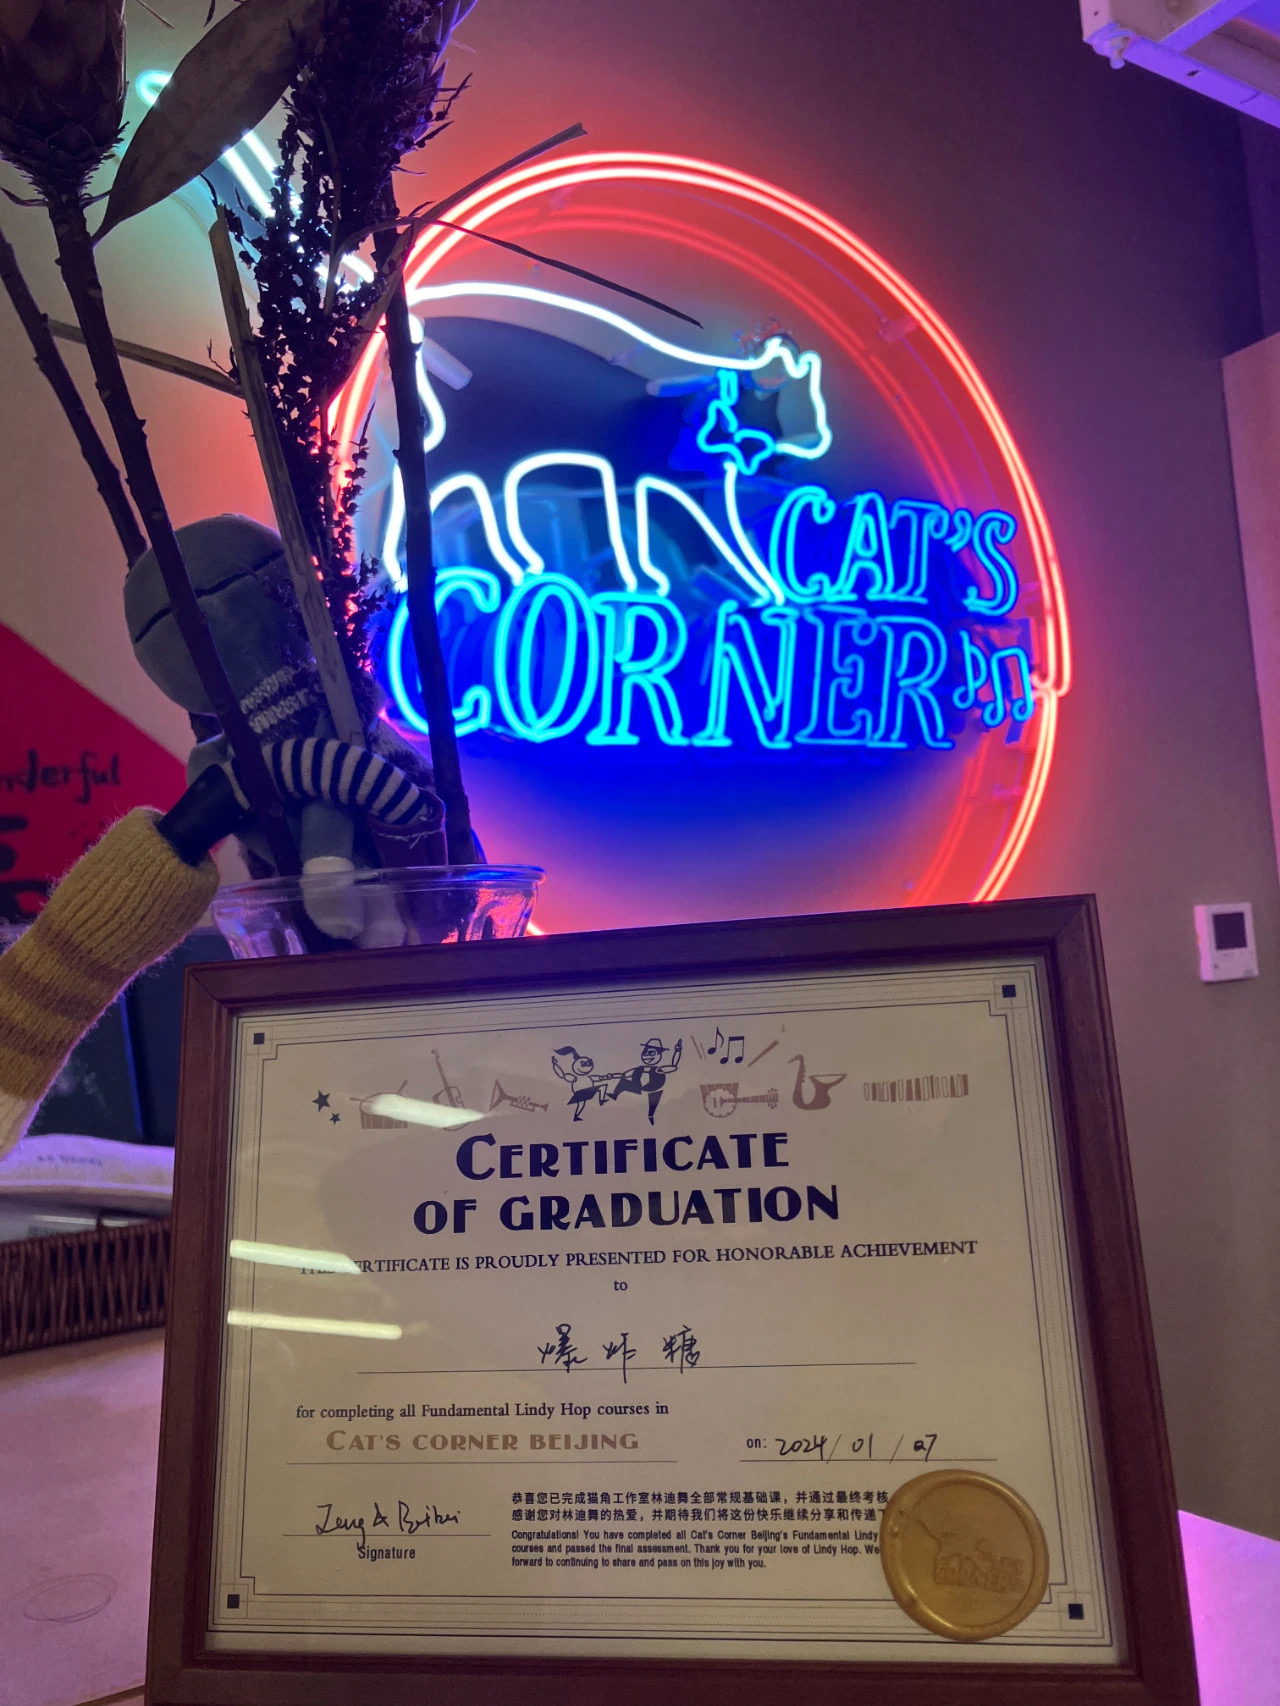 CAT'S
CORNER
nderful
CERTIFICATE
OF GRADUATION
THIS CERTIFICATE IS PROUDLY PRESENTED FOR HONORABLE ACHIEVEMENT
to
爆炸糖
for completing all Fundamental Lindy Hop courses in
CAT'S CORNER BEIJING
on: 2024/01/27
Signature
恭喜您已完成猫角工作室林迪舞全部常规基础课，并通过最终考核
感谢您对林迪舞的热爱，并期待我们将这份快乐继续分享和传递
Congratulations! You have completed all Cat's Corner Beijing's Fundamental Lindy
courses and passed the final assessment. Thank you for your love of Lindy Hop. We
forward to continuing to share and pass on this joy with you.
CORNER